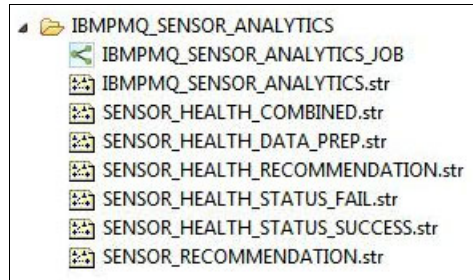 IBMPMQ_SENSOR_ANALYTICS
IBMPMQ_SENSOR_ANALYTICS_JOB
IBMPMQ_SENSOR_ANALYTICS.str
SENSOR_HEALTH_COMBINED.str
SENSOR_HEALTH_DATA_PREP.str
SENSOR_HEALTH_RECOMMENDATION.str
SENSOR_HEALTH_STATUS_FAIL.str
SENSOR_HEALTH_STATUS_SUCCESS.str
SENSOR_RECOMMENDATION.str